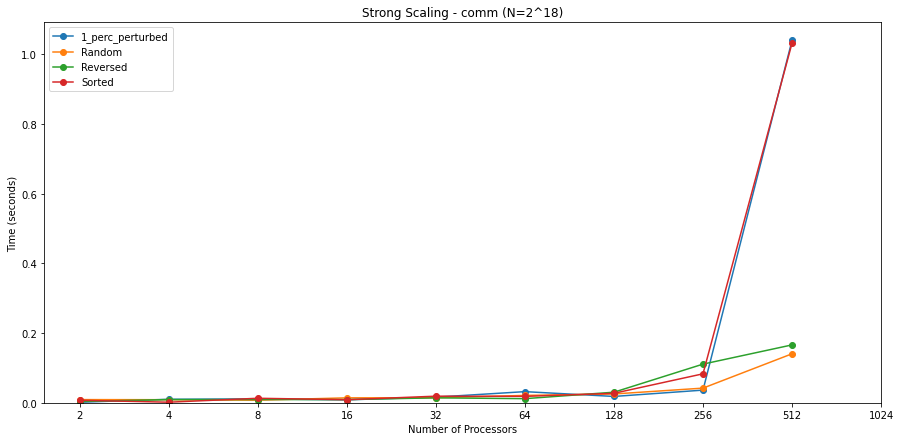 Strong Scaling - comm (N=2^18)
1_perc_perturbed
Random
Reversed
Sorted
Time (seconds)
1.0
0.8
0.6
0.4
0.2
0.0
2 4 8 16 32 64 128 256 512 1024
Number of Processors